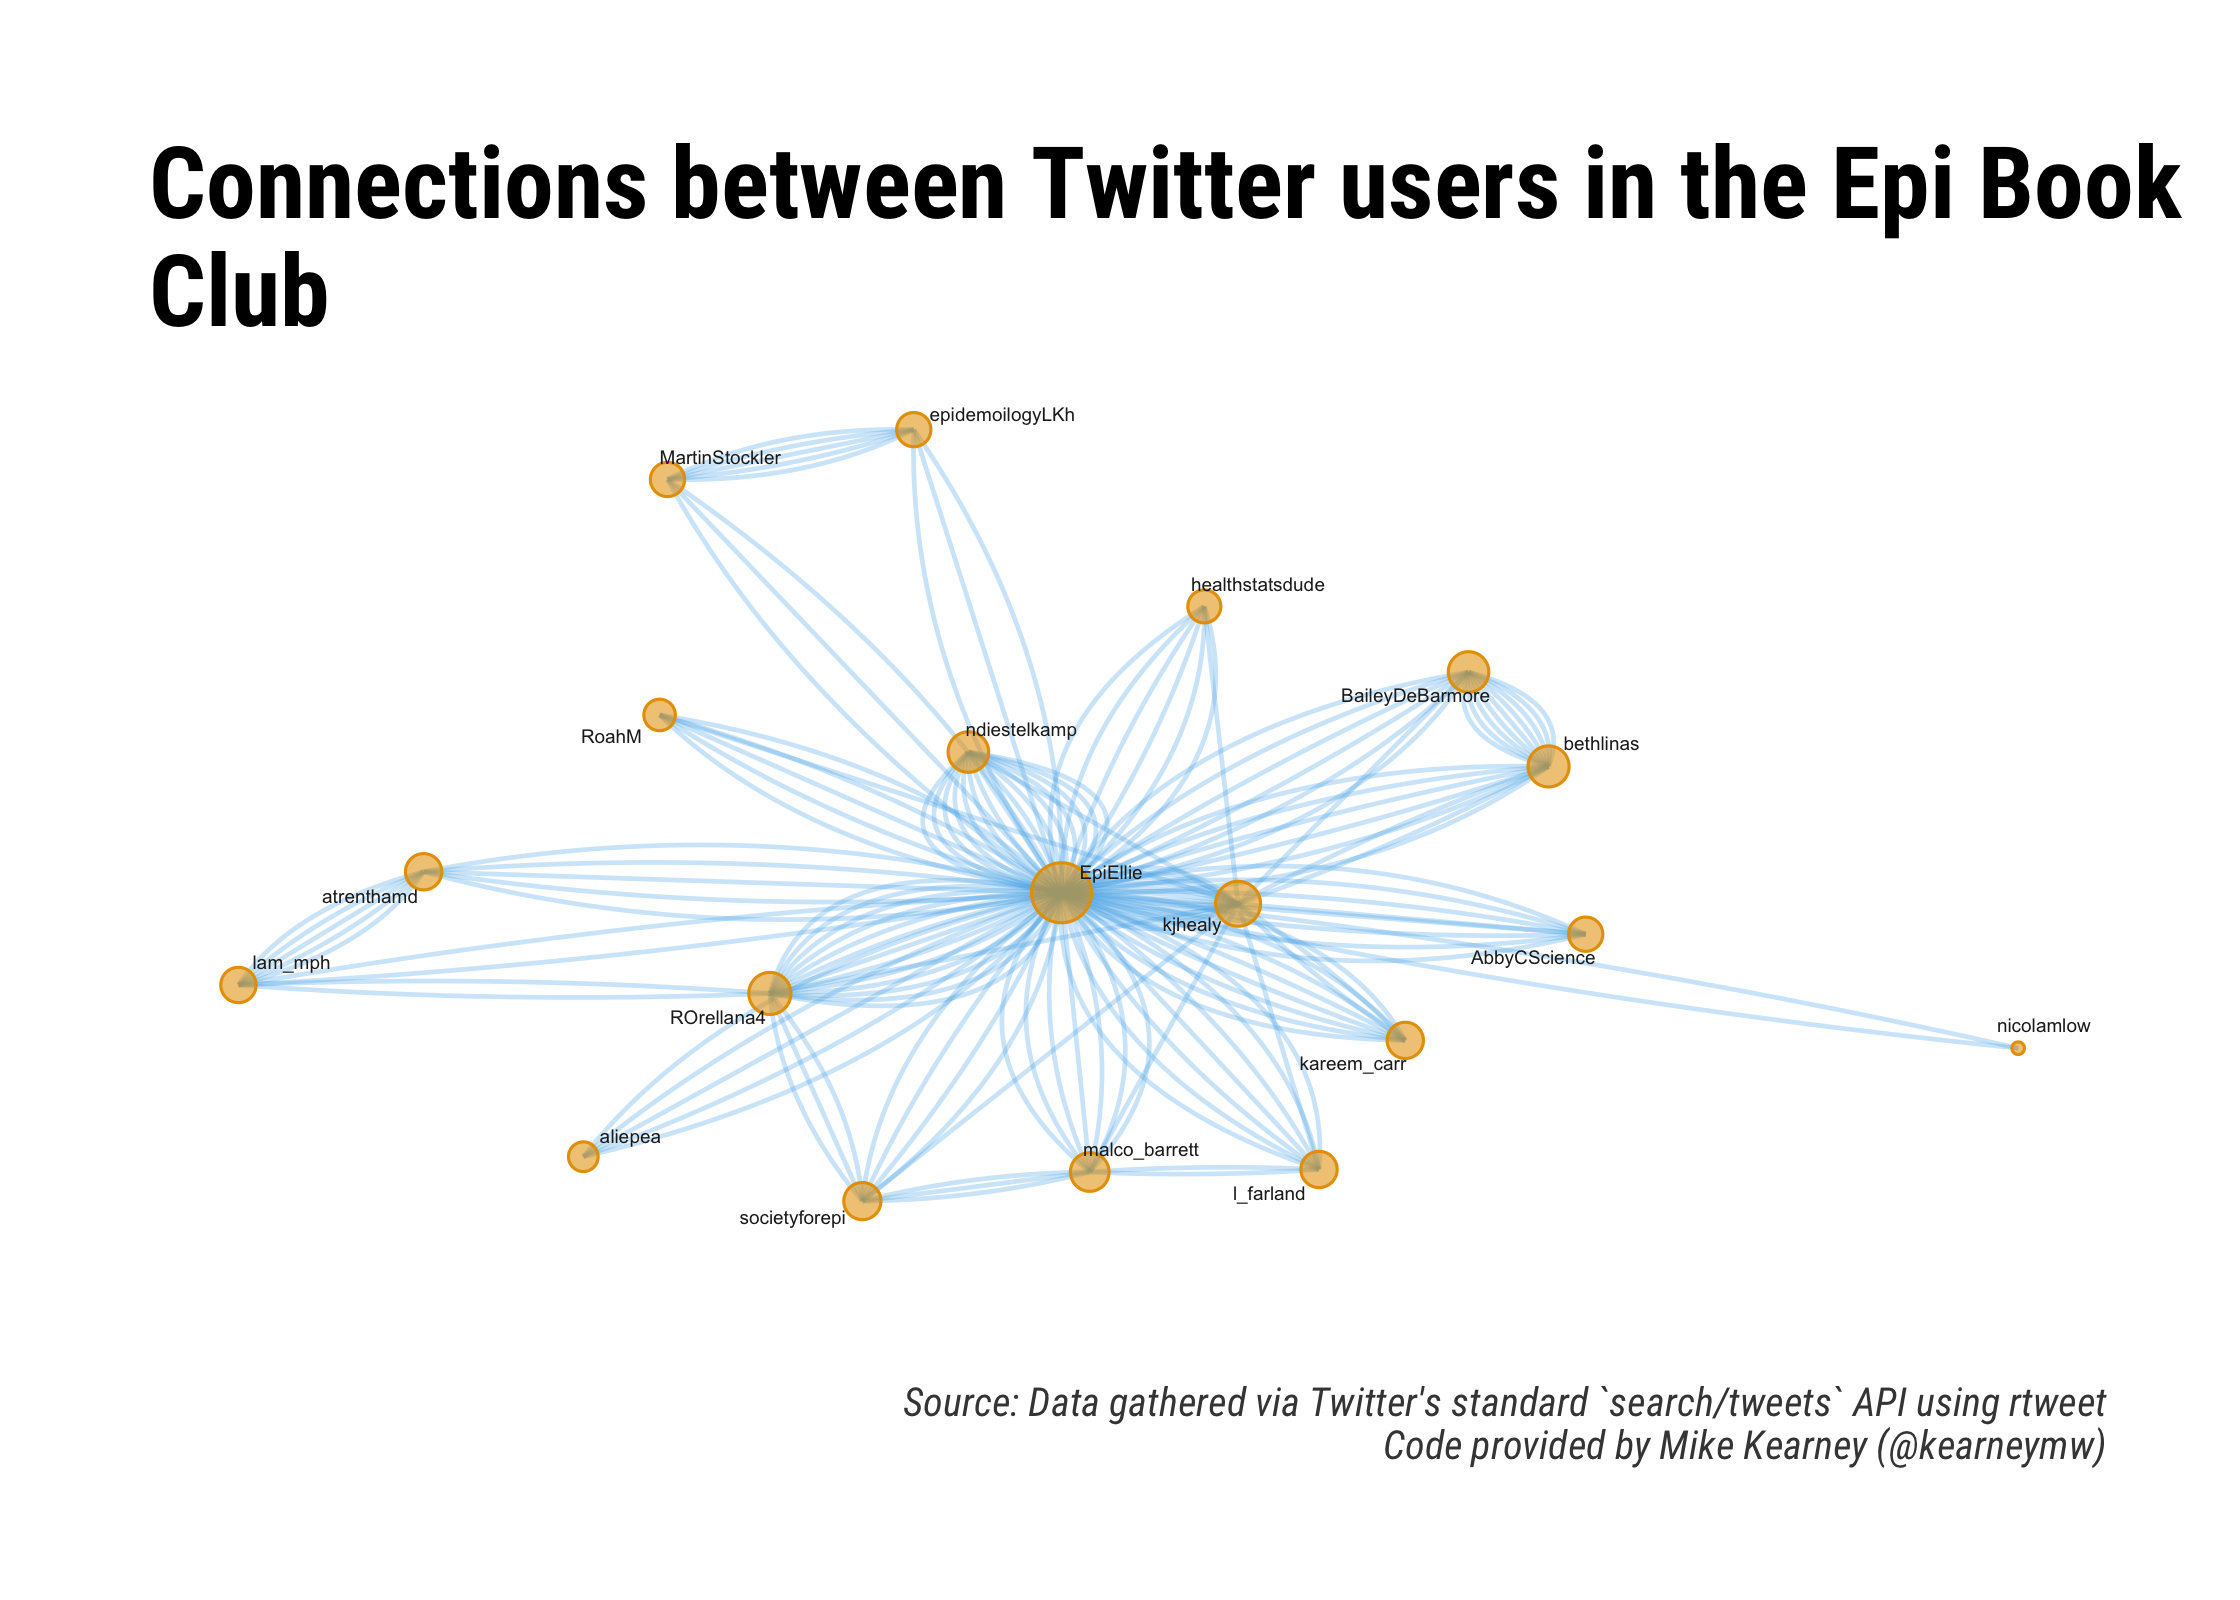 Connections between Twitter users in the Epi Book
Club
epidemoilogyLKh
MartinStockler
healthstatsdude
BaileyDeBarmore
ndiestelkamp
RoahM
bethlinas
EpiEllie
atrenthamd
kjhealy
AbbyCScience
lam_mph
ROrellana4
nicolamlow
kareem_carr
aliepea
malco_barrett
l_farland
societyforepi
Source: Data gathered via Twitter's standard `search/tweets` API using rtweet
Code provided by Mike Kearney (@kearneymw)